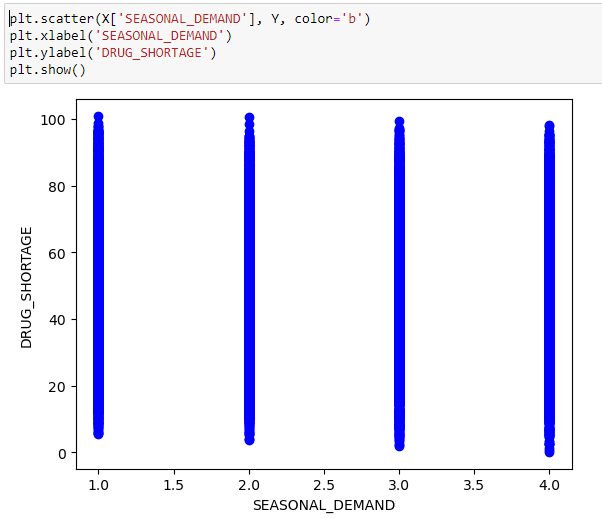 plt.scatter(X['SEASONAL_DEMAND'], Y, color='b')
plt.xlabel('SEASONAL_DEMAND')
plt.ylabel('DRUG_SHORTAGE')
plt.show()
100
80
60
40
20
0
DRUG_SHORTAGE
1.0 1.5 2.0 2.5 3.0 3.5 4.0
SEASONAL_DEMAND